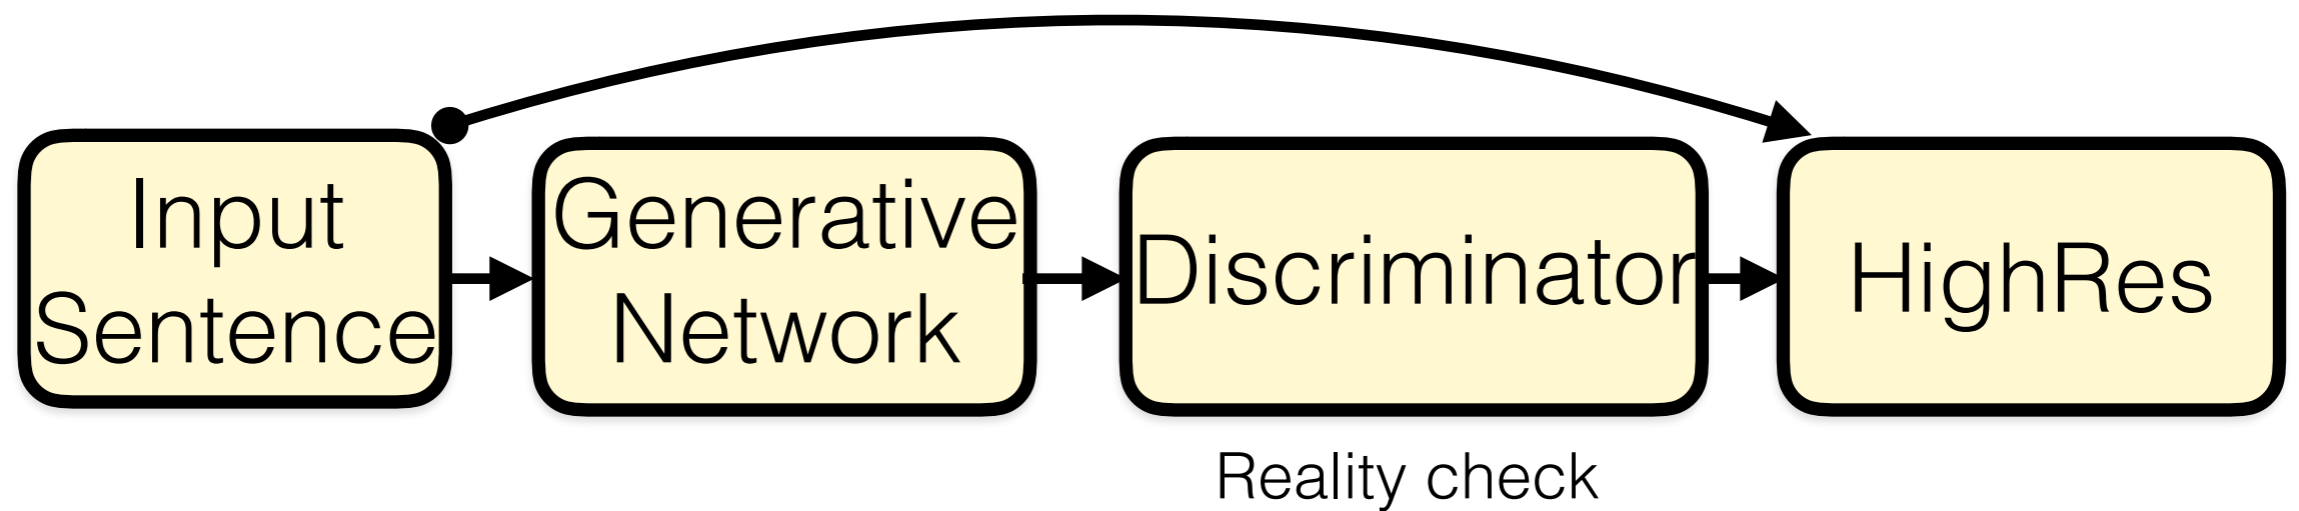 Input
Sentence
Generative
Network
Discriminator
HighRes
Reality check